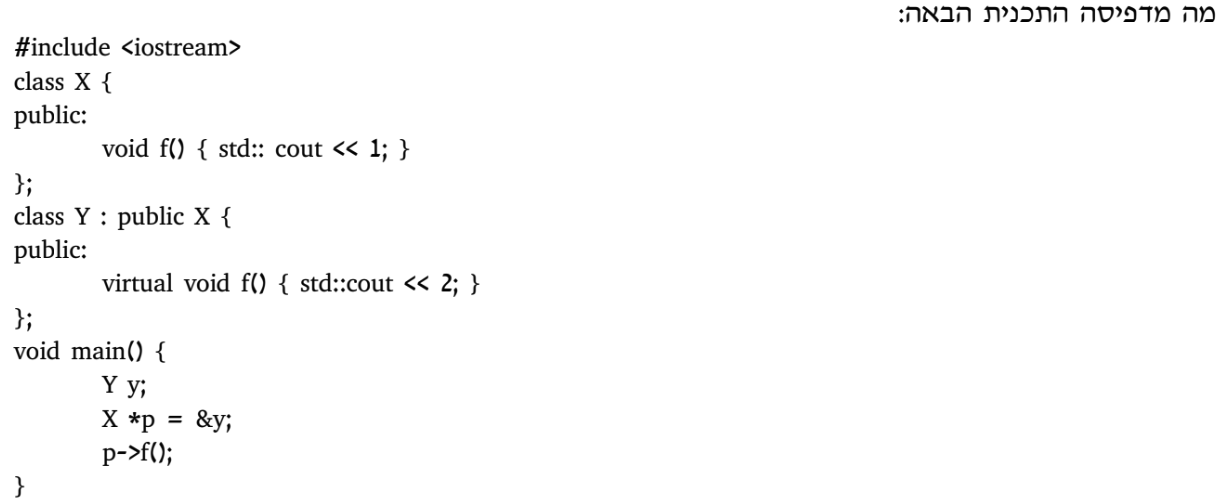 מה מדפיסה התכנית הבאה:
#include <iostream>
class X {
public:
void f() { std:: cout << 1; }
};
class Y : public X {
public:
virtual void f() { std::cout << 2; }
};
void main() {
Y y;
X *p = &y;
p->f();
}